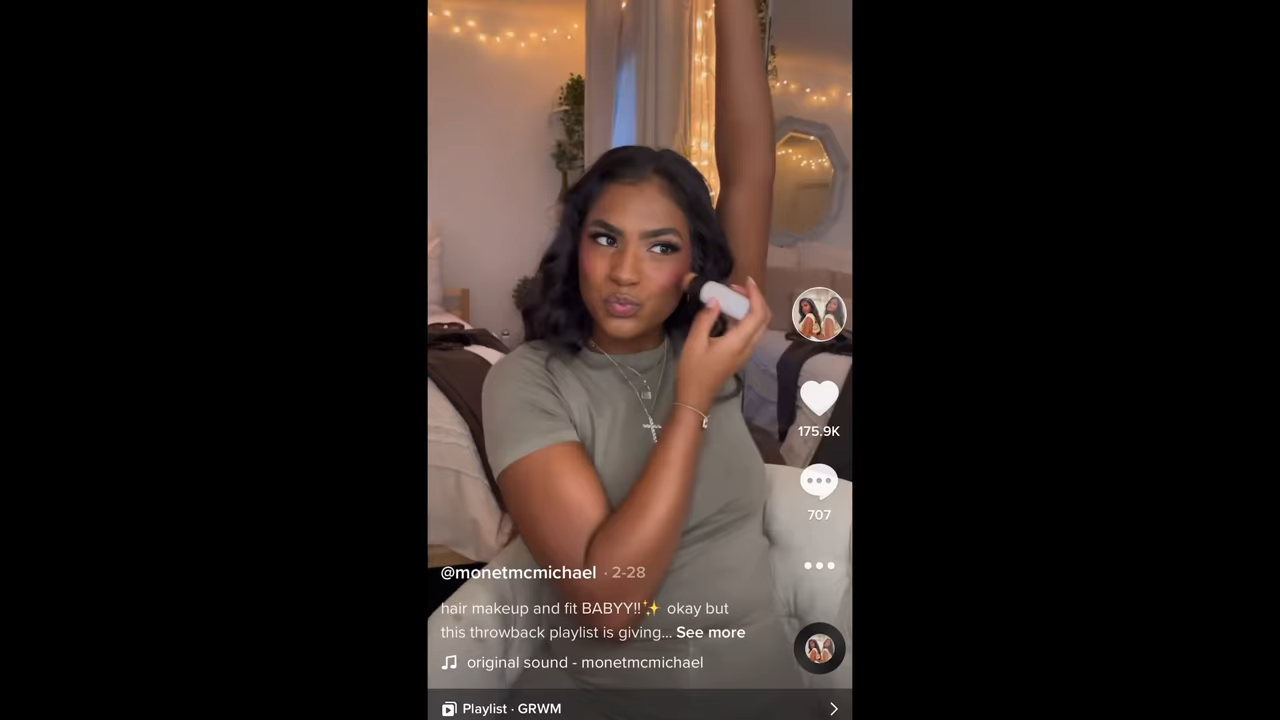 175.9K
707
@monetmcmichael · 2-28
hair makeup and fit BABYY!!✨ okay but
this throwback playlist is giving... See more
original sound - monetmcmichael
Playlist · GRWM